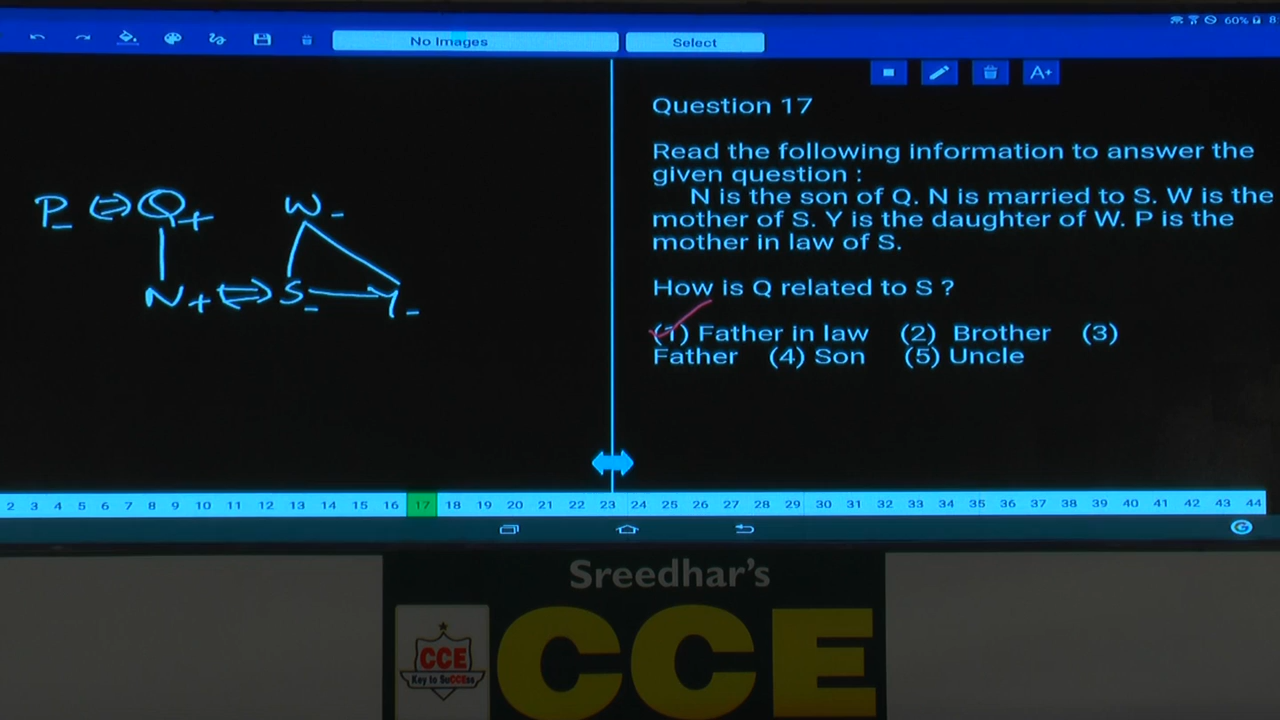 60% 8
No Images
Select
A+
Question 17
Read the following information to answer the
given question :
N is the son of Q. N is married to S. W is the
mother of S. Y is the daughter of W. P is the
mother in law of S.
How is Q related to S ?
(1) Father in law (2) Brother (3)
Father (4) Son (5) Uncle
P - ⇔ Q + W -
N + ⇔ S - Y -
2 3 4 5 6 7 8 9 10 11 12 13 14 15 16 17 18 19 20 21 22 23 24 25 26 27 28 29 30 31 32 33 34 35 36 37 38 39 40 41 42 43 44
Sreedhar's
CCE
CCE
Key to SuCCEss